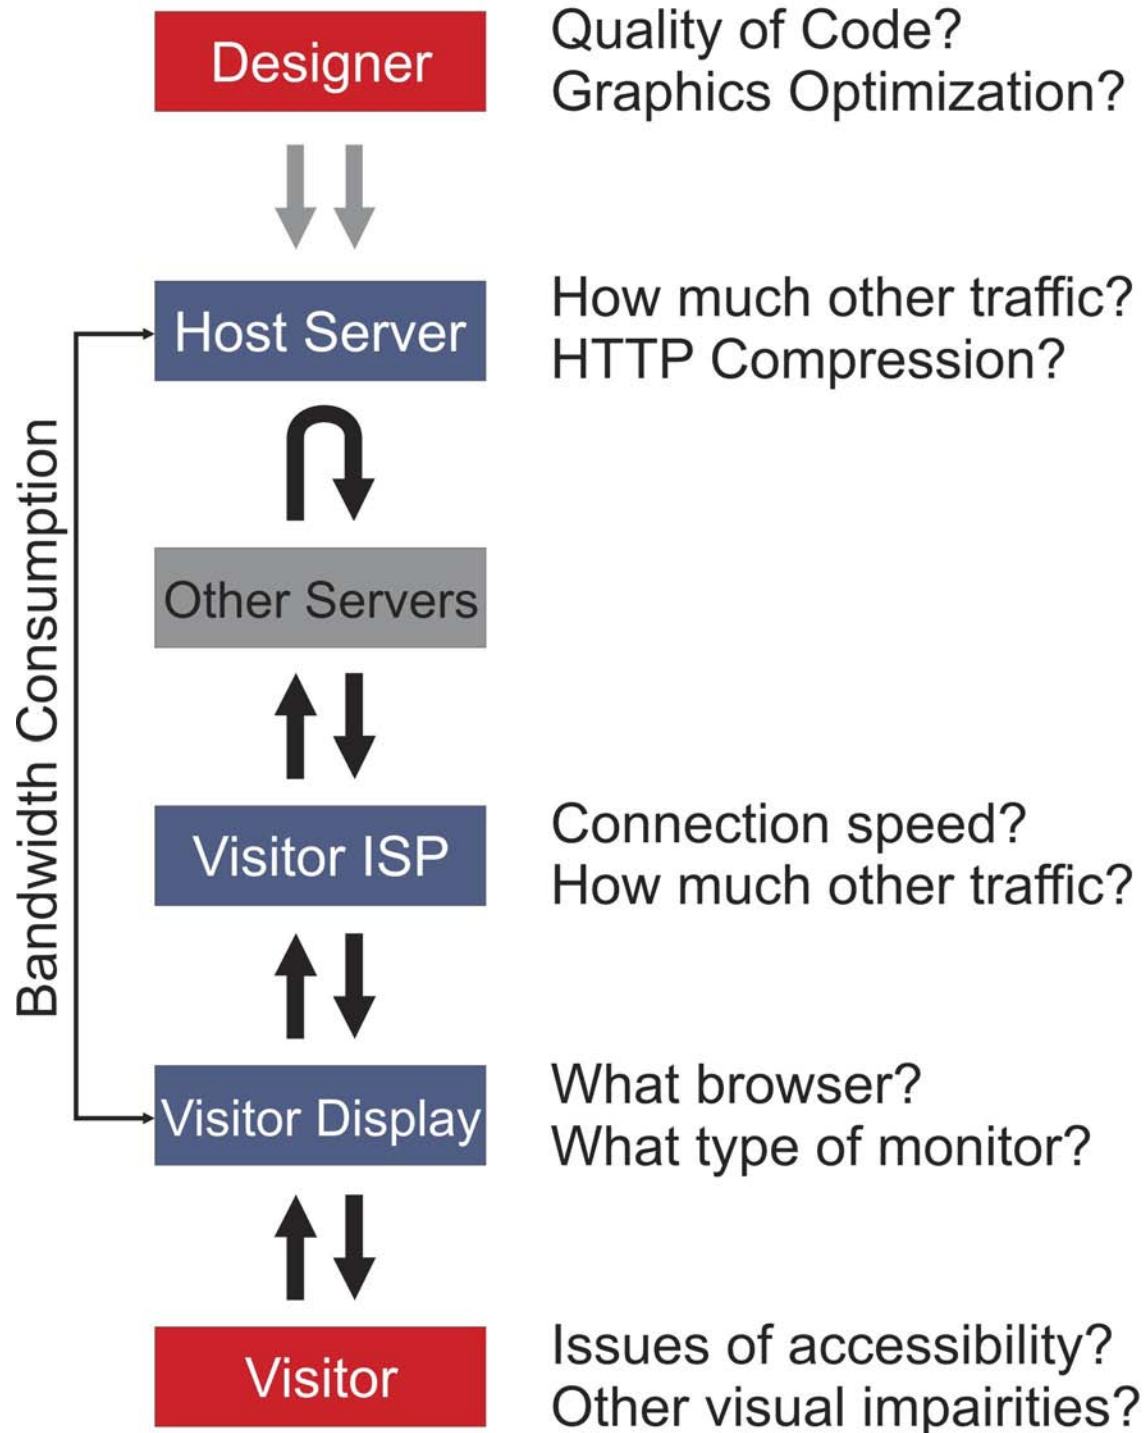 Designer
Quality of Code?
Graphics Optimization?
Host Server
How much other traffic?
HTTP Compression?
Bandwidth Consumption
Other Servers
Visitor ISP
Connection speed?
How much other traffic?
Visitor Display
What browser?
What type of monitor?
Visitor
Issues of accessibility?
Other visual impairities?